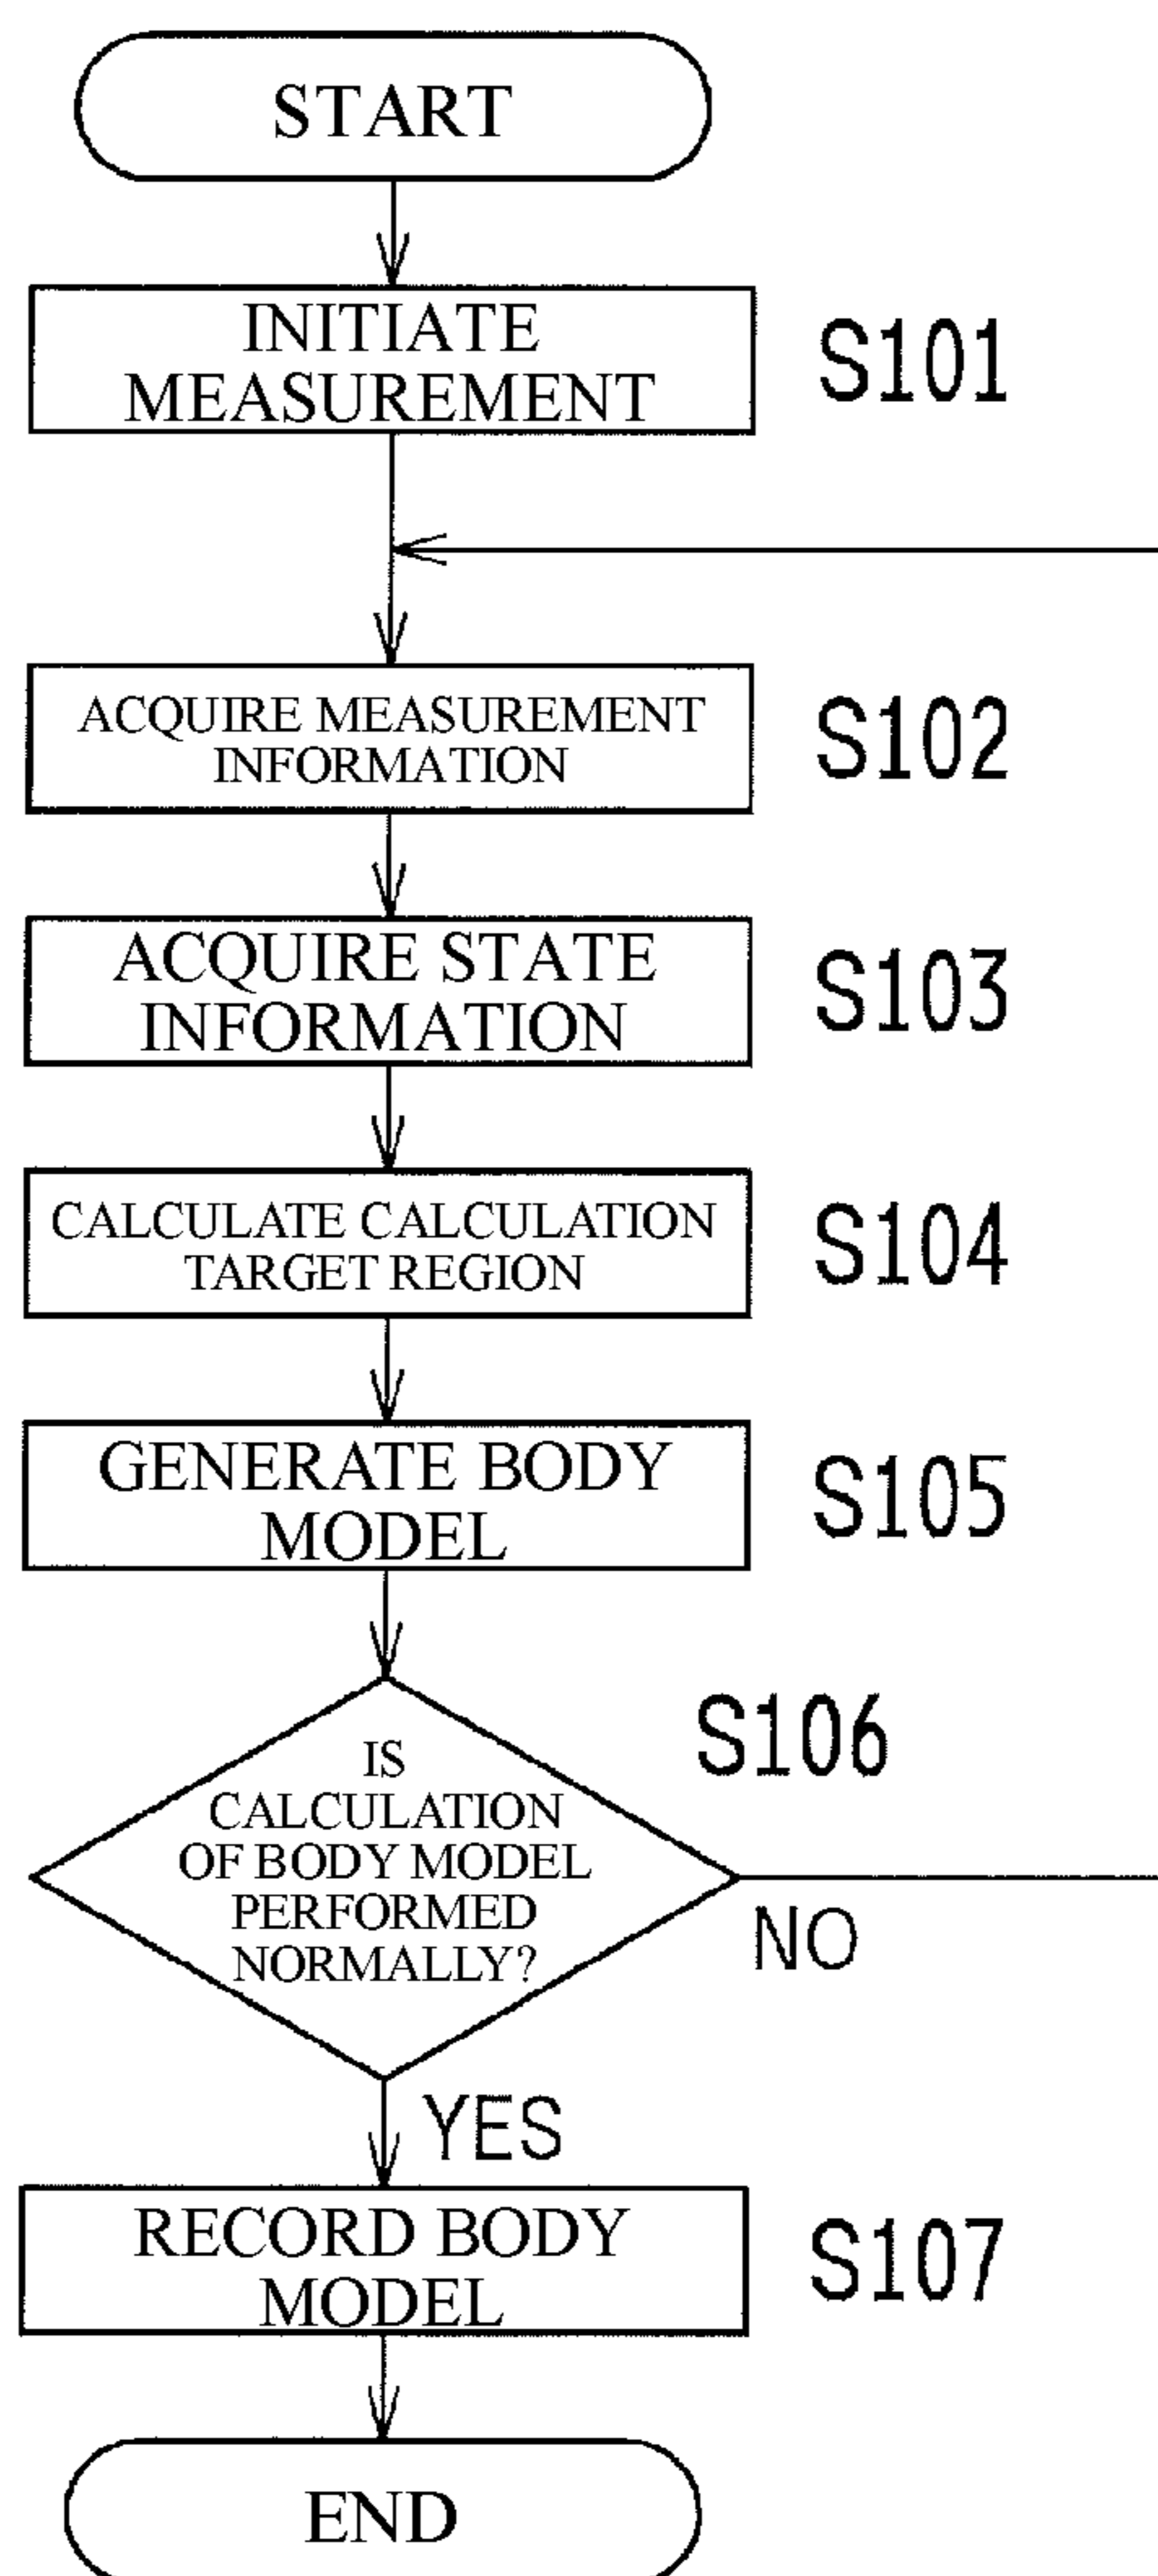 START
INITIATE
MEASUREMENT
S101
ACQUIRE MEASUREMENT
INFORMATION
S102
ACQUIRE STATE
INFORMATION
S103
CALCULATE CALCULATION
TARGET REGION
S104
GENERATE BODY
MODEL
S105
S106
IS
CALCULATION
OF BODY MODEL
PERFORMED
NORMALLY?
NO
YES
RECORD BODY
MODEL
S107
END